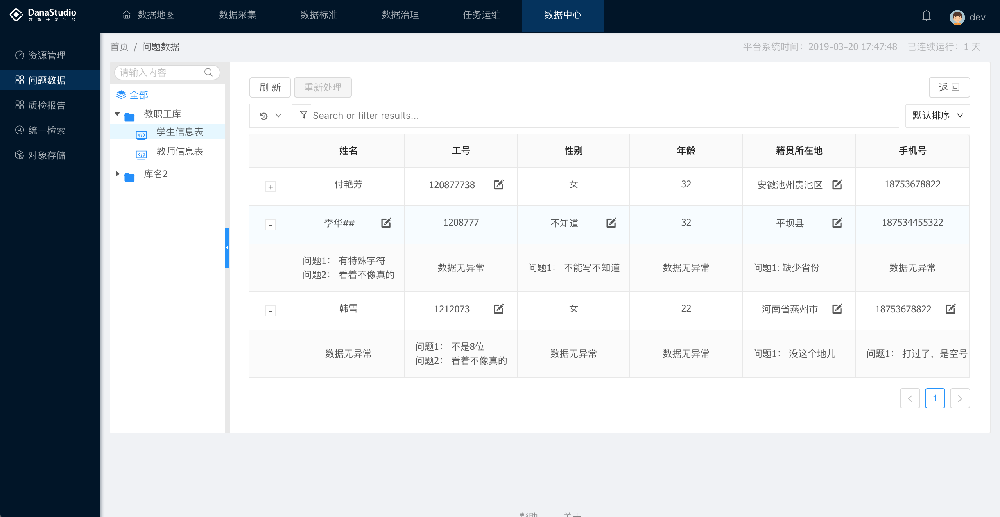 DanaStudio
数智开发平台
数据地图
数据采集
数据标准
数据治理
任务运维
数据中心
dev
资源管理
问题数据
质检报告
统一检索
对象存储
首页 / 问题数据
平台系统时间：2019-03-20 17:47:48 已连续运行：1 天
请输入内容
全部
教职工库
学生信息表
教师信息表
库名2
刷 新
重新处理
返 回
Search or filter results...
默认排序
姓名 工号 性别 年龄 籍贯所在地 手机号
+ 付艳芳 120877738 女 32 安徽池州贵池区 18753678822
- 李华## 1208777 不知道 32 平坝县 187534455322
问题1： 有特殊字符
问题2： 看着不像真的
数据无异常
问题1： 不能写不知道
数据无异常
问题1: 缺少省份
数据无异常
- 韩雪 1212073 女 22 河南省燕州市 18753678822
数据无异常
问题1： 不是8位
问题2： 看着不像真的
数据无异常
数据无异常
问题1： 没这个地儿
问题1： 打过了，是空号
< 1 >
帮助 关于